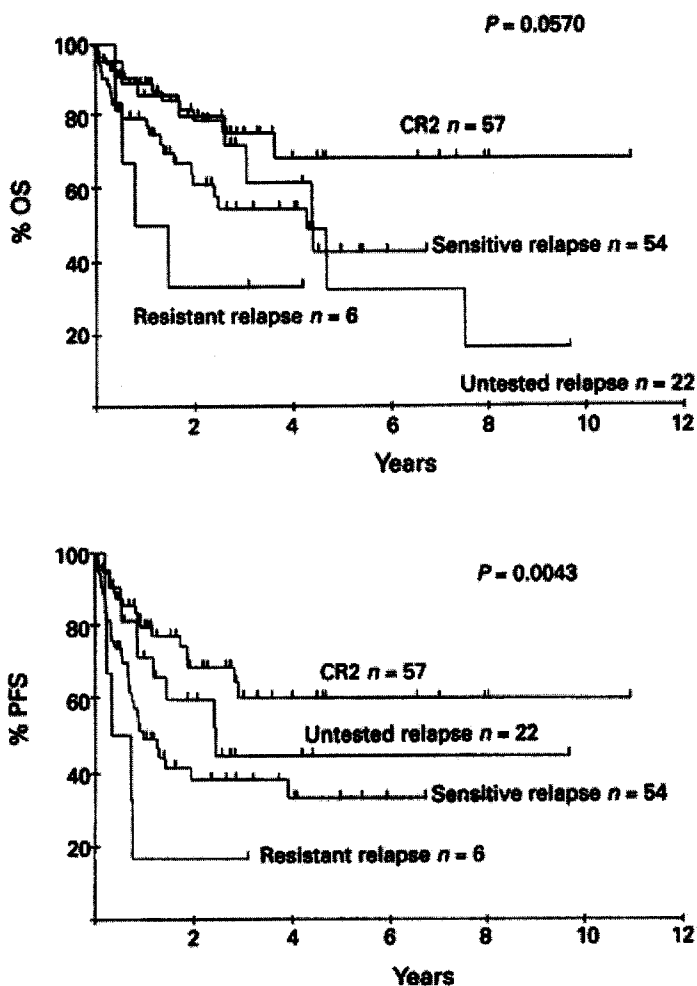 P = 0.0570
100
80
60
40
20
% OS
CR2 n = 57
Sensitive relapse n = 54
Resistant relapse n = 6
Untested relapse n = 22
2 4 6 8 10 12
Years
P = 0.0043
100
80
60
40
20
% PFS
CR2 n = 57
Untested relapse n = 22
Sensitive relapse n = 54
Resistant relapse n = 6
2 4 6 8 10 12
Years